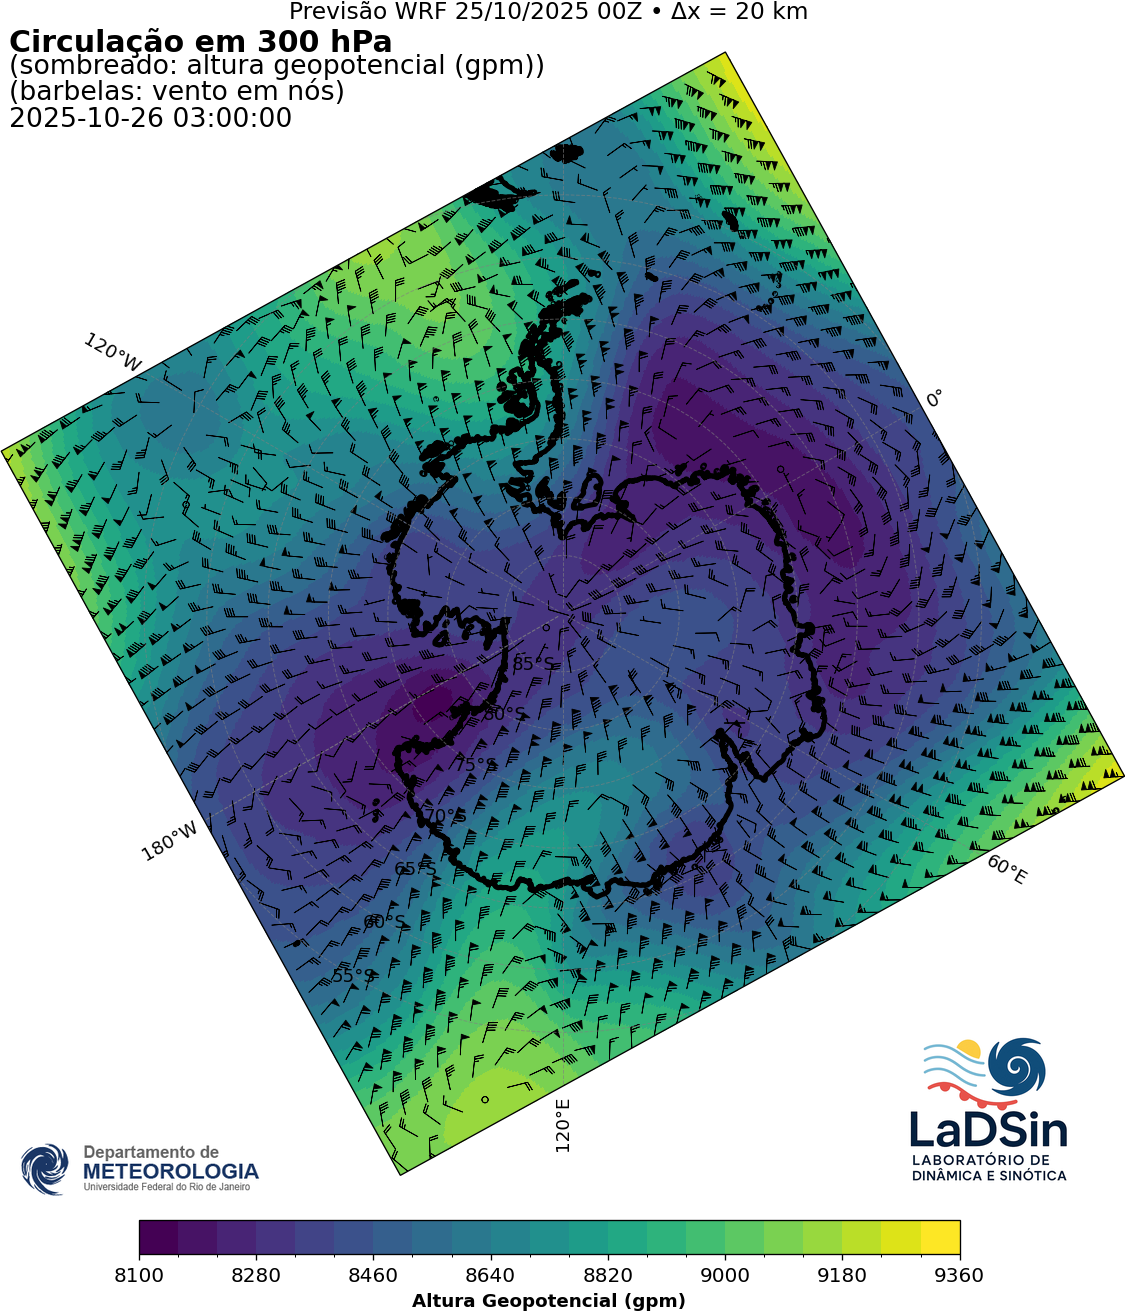 Previsão WRF 25/10/2025 00Z • Δx = 20 km
Circulação em 300 hPa
(sombreado: altura geopotencial (gpm))
(barbelas: vento em nós)
2025-10-26 03:00:00
120°W
0°
85°S
80°S
75°S
70°S
180°W
65°S
60°E
60°S
55°S
120°E
LaDSin
LABORATÓRIO DE
DINÂMICA E SINÓTICA
Departamento de
METEOROLOGIA
Universidade Federal do Rio de Janeiro
8100 8280 8460 8640 8820 9000 9180 9360
Altura Geopotencial (gpm)